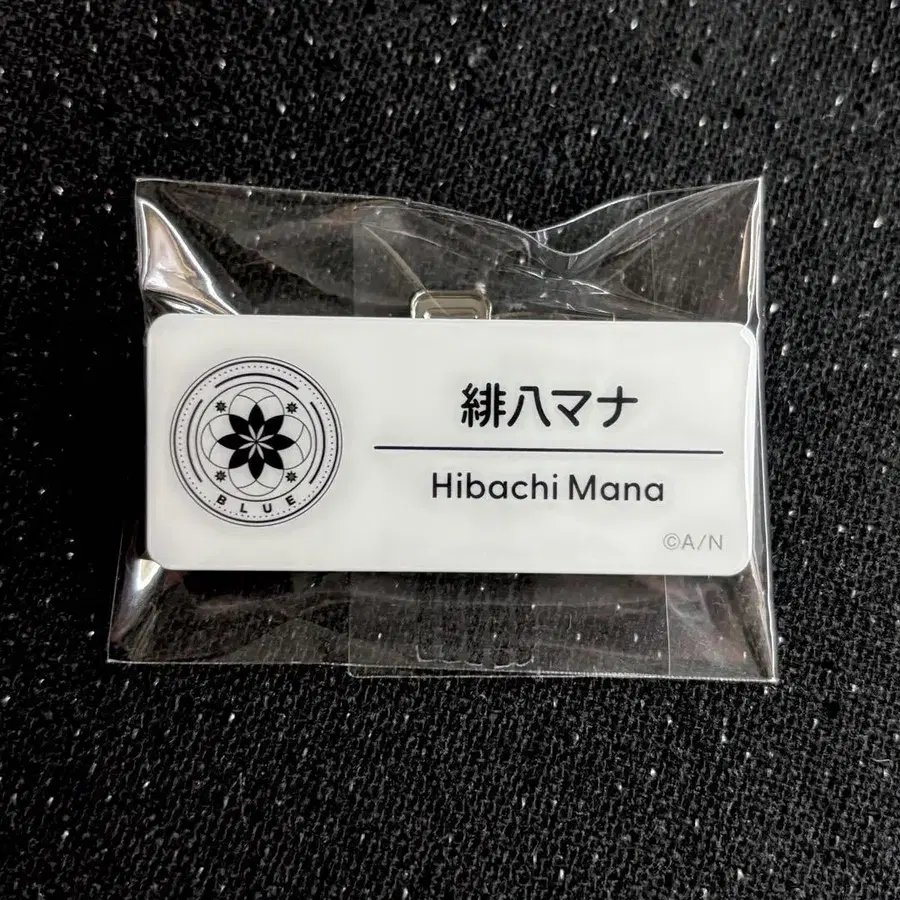 BLUE
緋八マナ
Hibachi Mana
©A/N